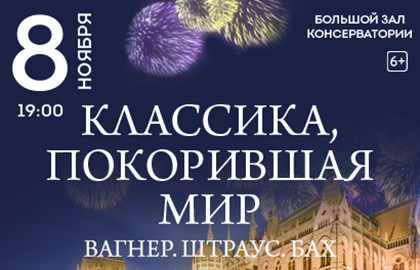 8
НОЯБРЯ
19:00
БОЛЬШОЙ ЗАЛ
КОНСЕРВАТОРИИ
6+
КЛАССИКА,
ПОКОРИВШАЯ
МИР
ВАГНЕР. ШТРАУС. БАХ